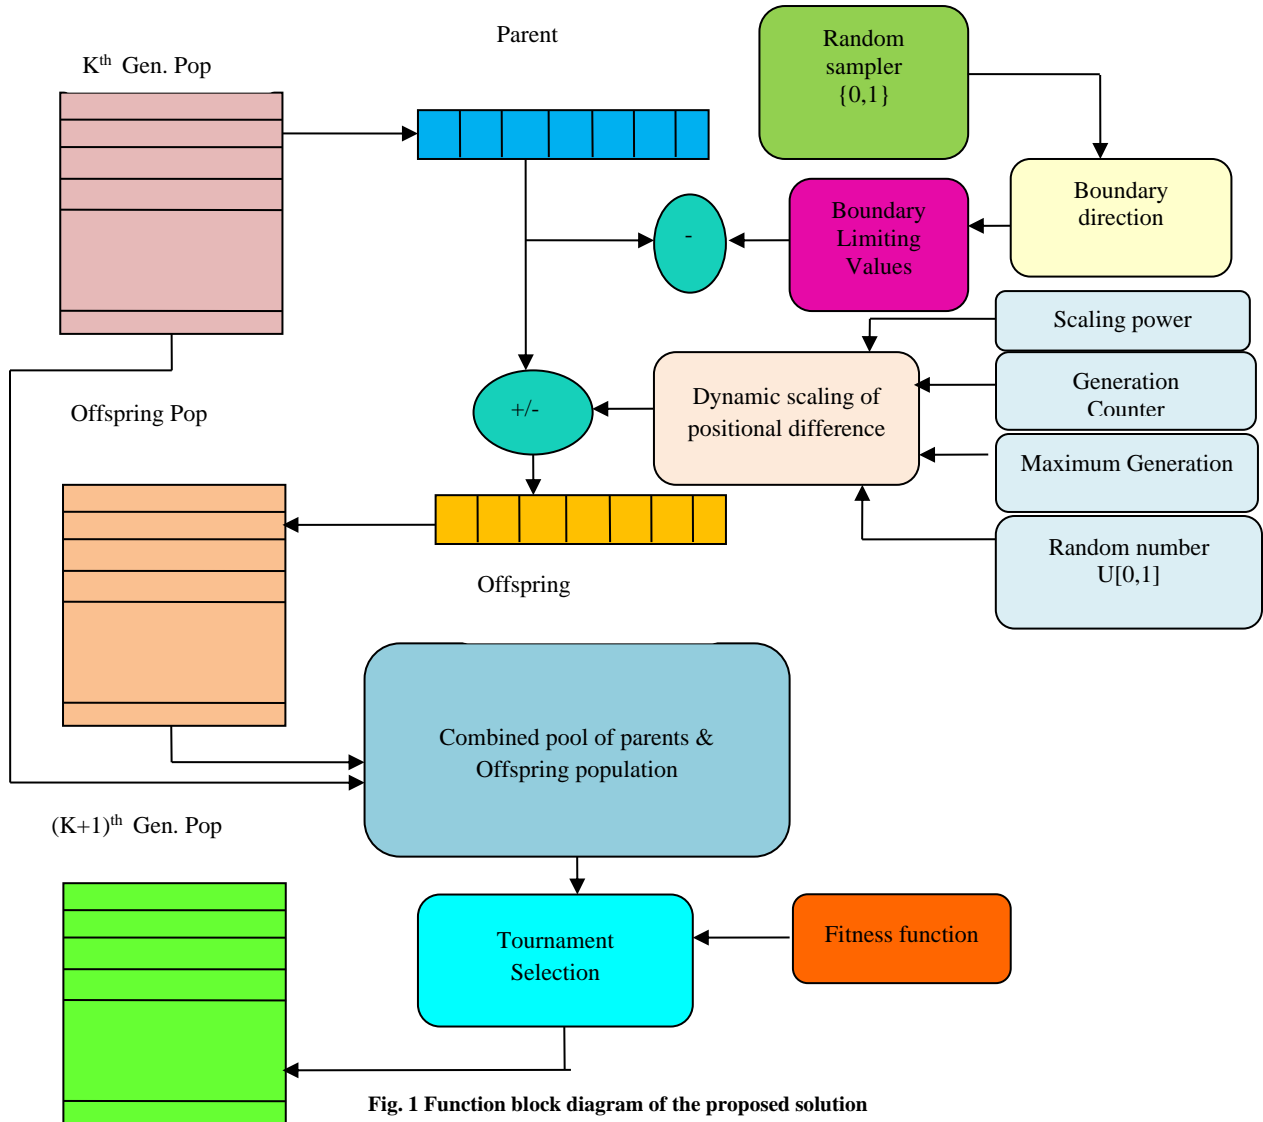 Parent
Random
sampler
{0,1}
Kth Gen. Pop
Boundary
direction
Boundary
Limiting
Values
-
Scaling power
Generation
Counter
Dynamic scaling of
positional difference
+/-
Offspring Pop
Maximum Generation
Random number
U[0,1]
Offspring
Combined pool of parents &
Offspring population
(K+1)th Gen. Pop
Tournament
Selection
Fitness function
Fig. 1 Function block diagram of the proposed solution